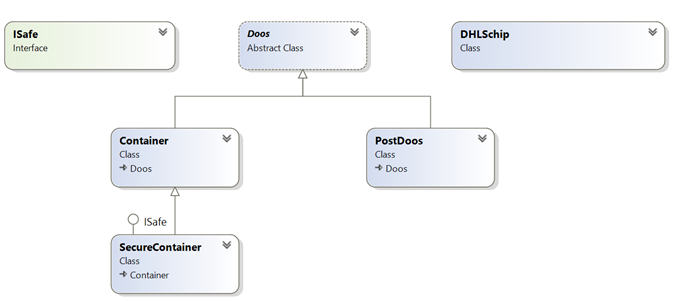 ISafe
Interface
Doos
Abstract Class
DHLSchip
Class
Container
Class
Doos
PostDoos
Class
Doos
ISafe
SecureContainer
Class
Container